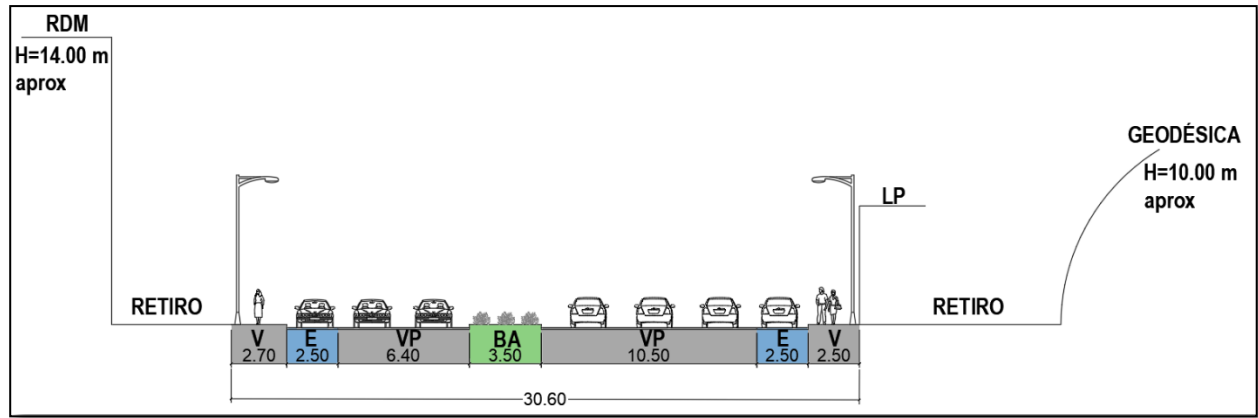 RDM
H=14.00 m
aprox
GEODÉSICA
H=10.00 m
aprox
LP
RETIRO
RETIRO
V E VP BA VP E V
2.70 2.50 6.40 3.50 10.50 2.50 2.50
30.60